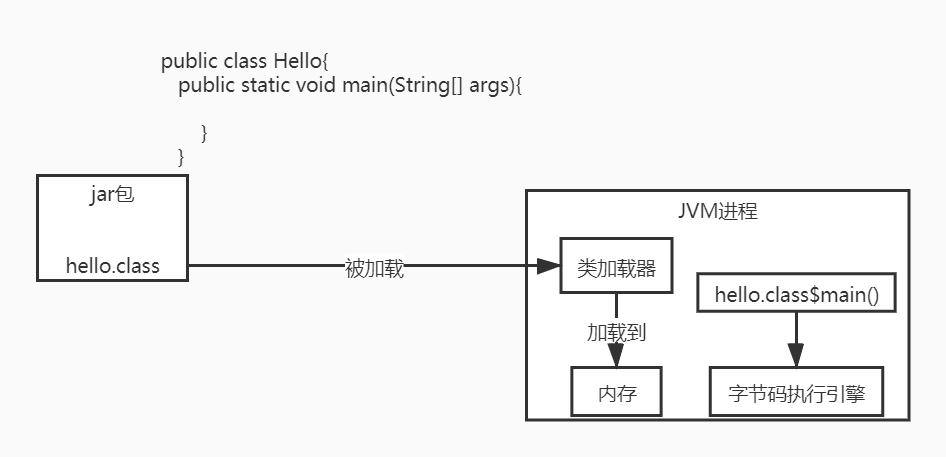 public class Hello{
public static void main(String[] args){
}
}
jar包
hello.class
被加载
JVM进程
类加载器
加载到
内存
hello.class$main()
字节码执行引擎